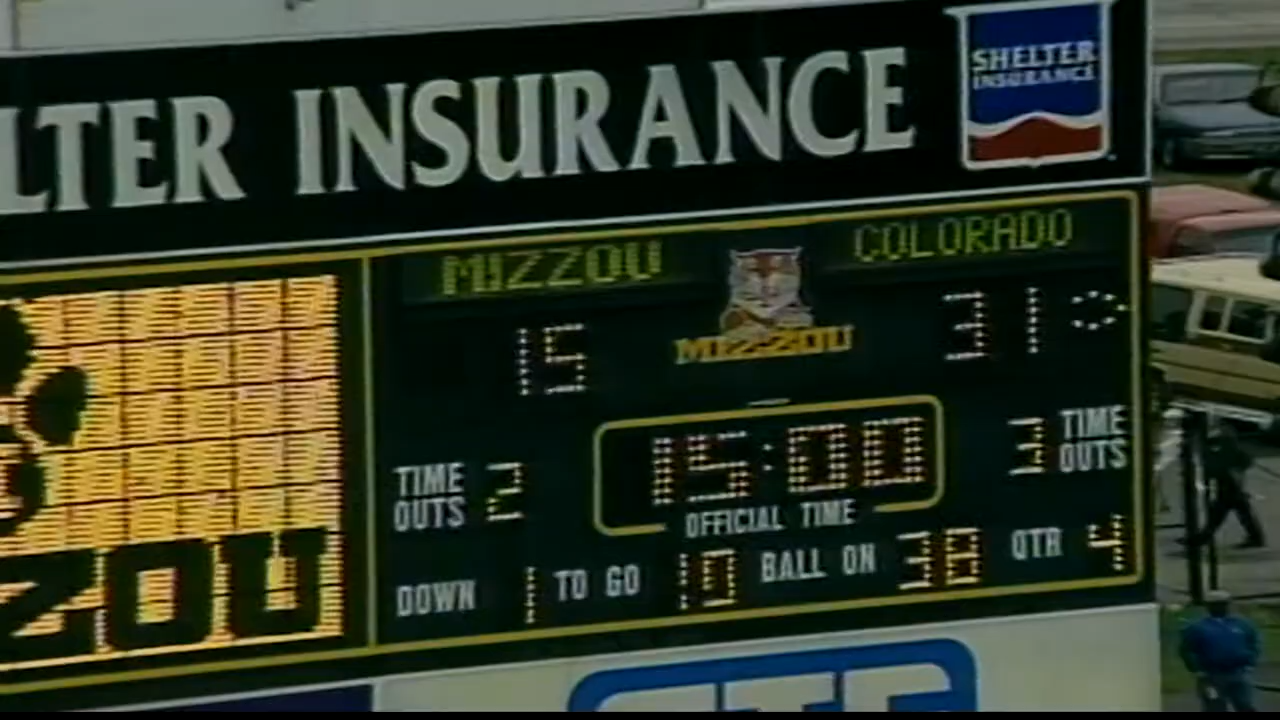 LTER INSURANCE
SHELTER
INSURANCE
MIZZOU
COLORADO
15
MIZZOU
31
TIME
OUTS 2
15:00
OFFICIAL TIME
3 TIME
OUTS
DOWN 1 TO GO 10 BALL ON 38 QTR 4
ZOU